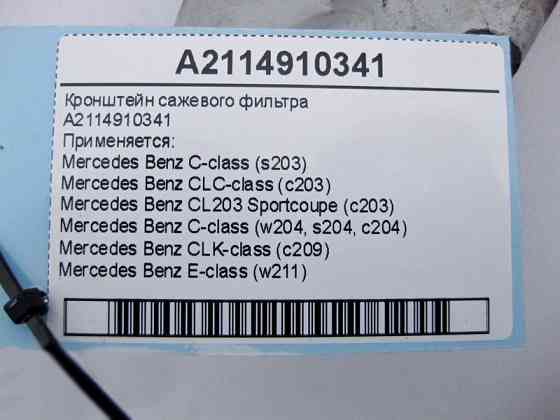 A2114910341
Кронштейн сажевого фильтра
A2114910341
Применяется:
Mercedes Benz C-class (s203)
Mercedes Benz CLC-class (c203)
Mercedes Benz CL203 Sportcoupe (c203)
Mercedes Benz C-class (w204, s204, c204)
Mercedes Benz CLK-class (c209)
Mercedes Benz E-class (w211)